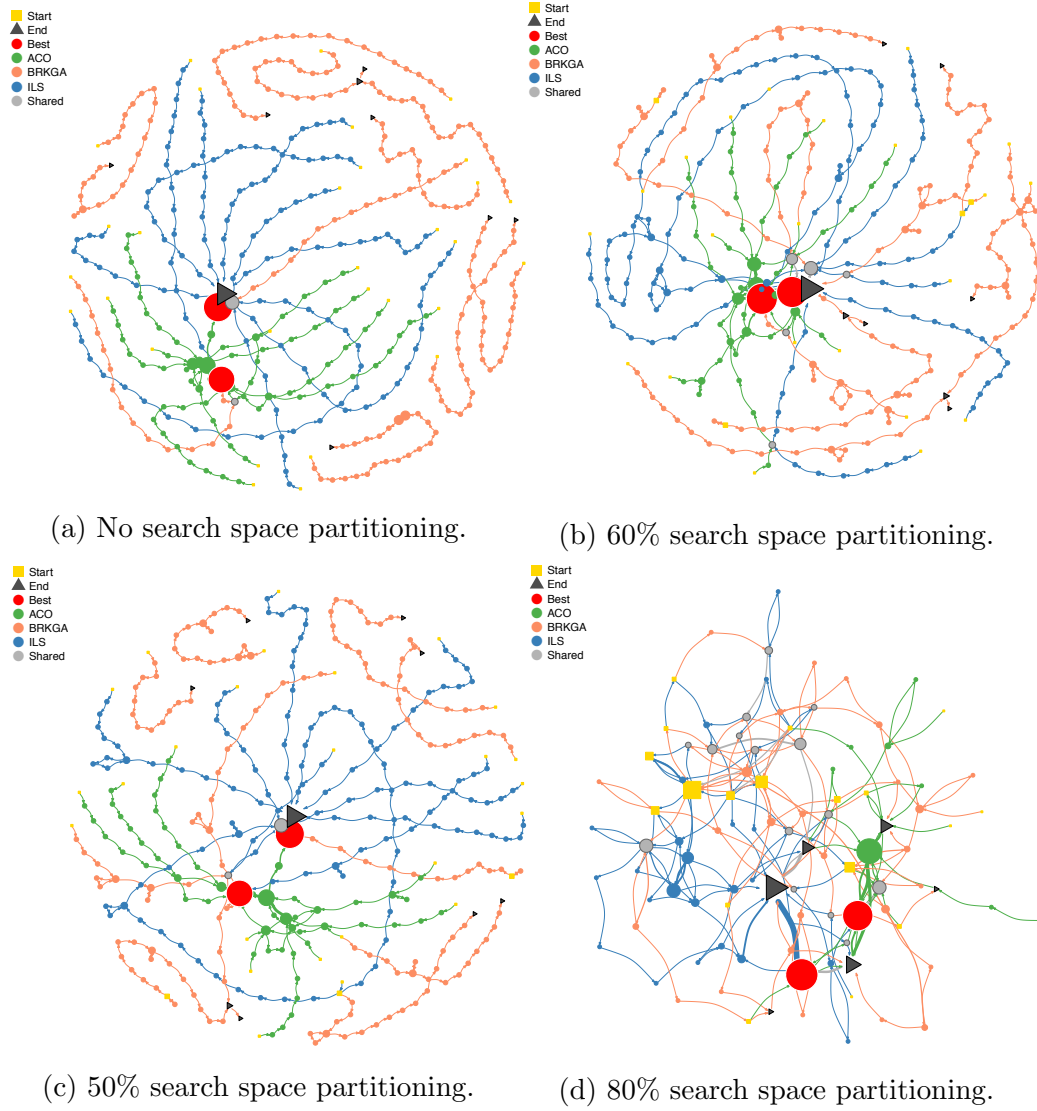 Start
End
Best
ACO
BRKGA
ILS
Shared
(a) No search space partitioning.
Start
End
Best
ACO
BRKGA
ILS
Shared
(b) 60% search space partitioning.
Start
End
Best
ACO
BRKGA
ILS
Shared
(c) 50% search space partitioning.
Start
End
Best
ACO
BRKGA
ILS
Shared
(d) 80% search space partitioning.